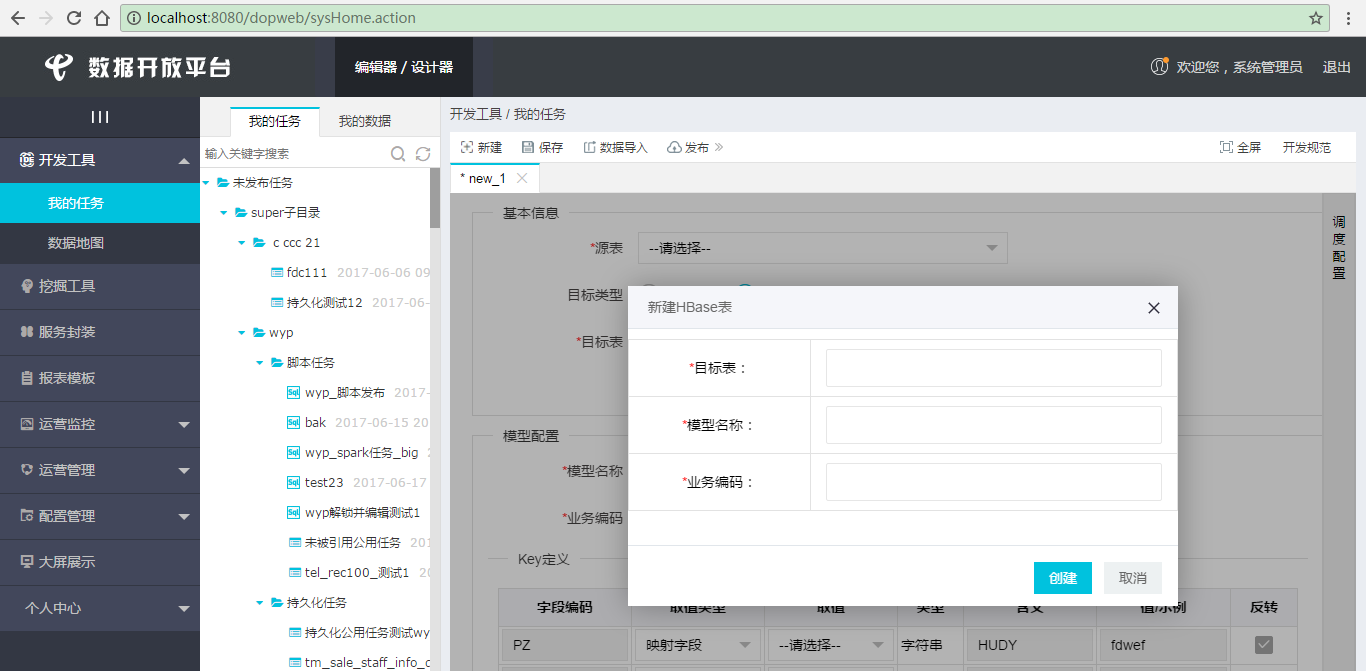 localhost:8080/dopweb/sysHome.action
数据开放平台
编辑器 / 设计器
欢迎您，系统管理员 退出
开发工具
我的任务
数据地图
挖掘工具
服务封装
报表模板
运营监控
运营管理
配置管理
大屏展示
个人中心
我的任务 我的数据
输入关键字搜索
未发布任务
super子目录
c ccc 21
fdc111 2017-06-06 09
持久化测试12 2017-06-
wyp
脚本任务
wyp_脚本发布 2017-
bak 2017-06-15 20
wyp_spark任务_big
test23 2017-06-17
wyp解锁并编辑测试1
未被引用公用任务 201
tel_rec100_测试1 20
持久化任务
持久化公用任务测试wy
tm_sale_staff_info_
开发工具 / 我的任务
新建 保存 数据导入 发布 全屏 开发规范
* new_1
基本信息
*源表 --请选择--
目标类型
*目标表
模型配置
*模型名称
*业务编码
Key定义
字段编码 取值类型 取值 类型 含义 值/示例 反转
PZ 映射字段 --请选择-- 字符串 HUDY fdwef
调度配置
新建HBase表
*目标表：
*模型名称：
*业务编码：
创建 取消